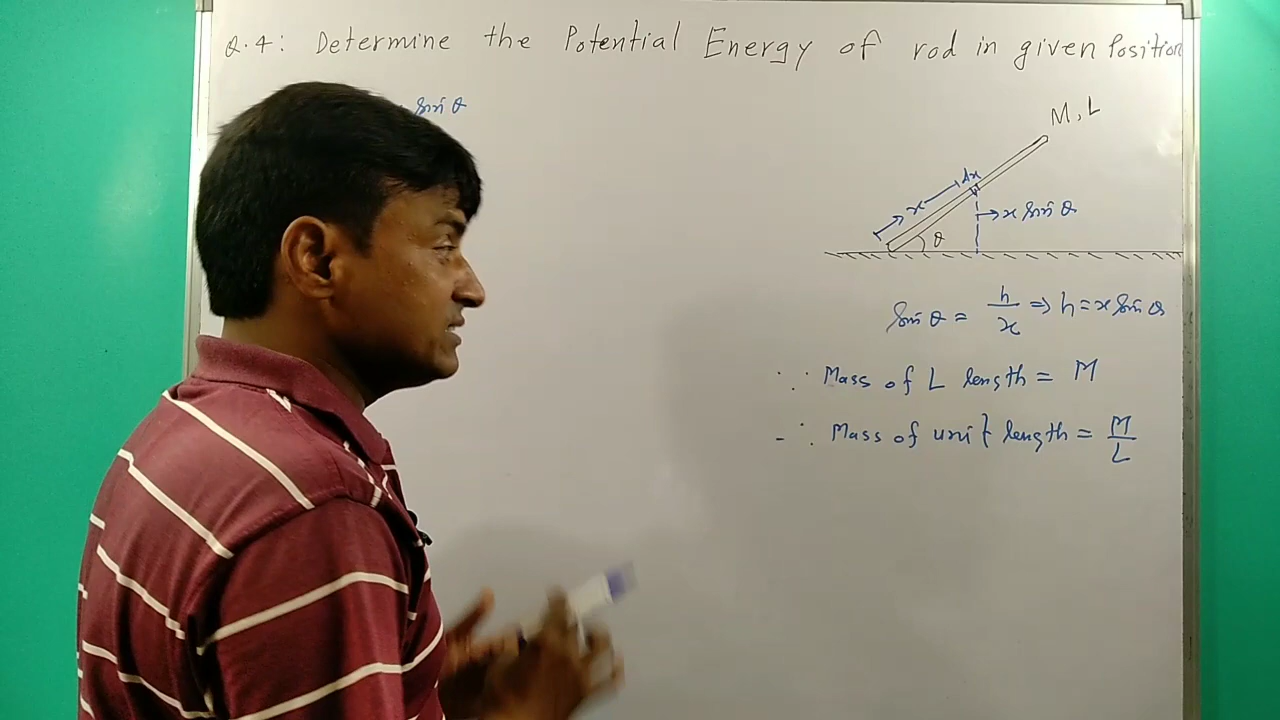 Q.4: Determine the Potential Energy of rod in given Position
sin θ
M, L
dx
x
x sin θ
θ
sin θ = h/x ⇒ h = x sin θ
∵ Mass of L length = M
∴ Mass of unit length = M/L